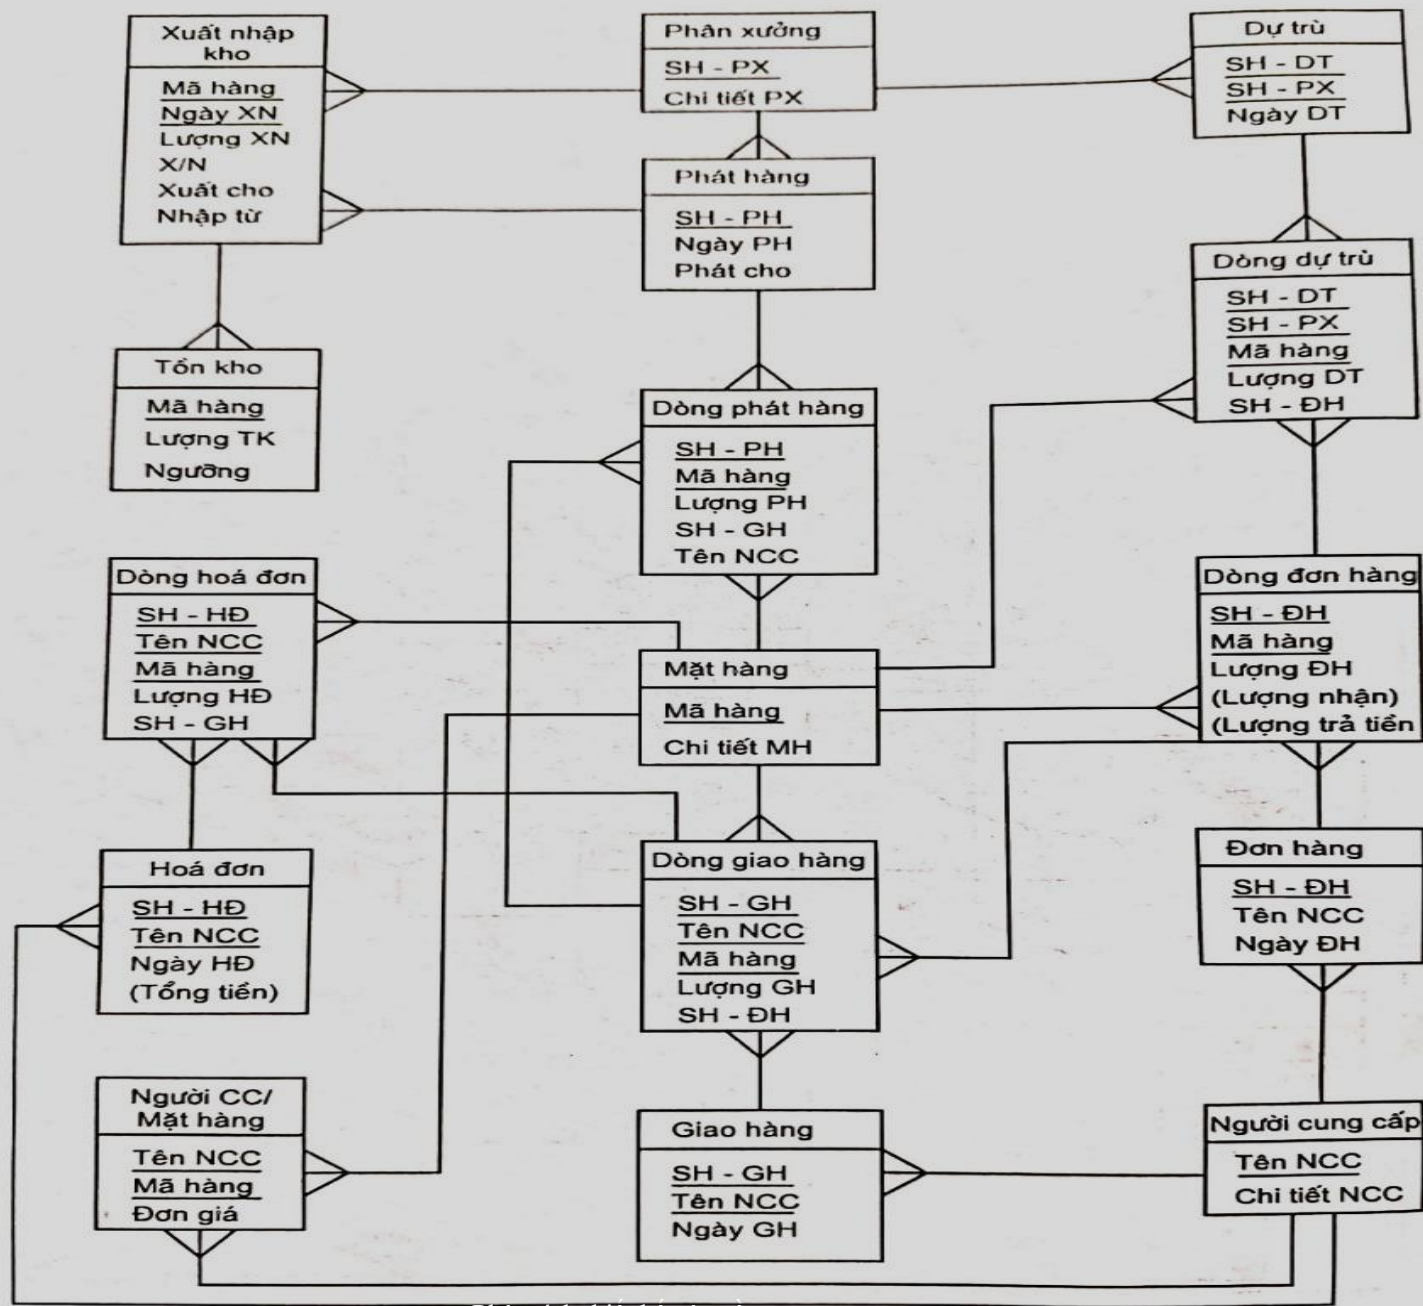 Xuất nhập
kho
Mã hàng
Ngày XN
Lượng XN
X/N
Xuất cho
Nhập từ
Phân xưởng
SH - PX
Chi tiết PX
Dự trù
SH - DT
SH - PX
Ngày DT
Phát hàng
SH - PH
Ngày PH
Phát cho
Dòng dự trù
SH - DT
SH - PX
Mã hàng
Lượng DT
SH - ĐH
Tồn kho
Mã hàng
Lượng TK
Ngưỡng
Dòng phát hàng
SH - PH
Mã hàng
Lượng PH
SH - GH
Tên NCC
Dòng hoá đơn
SH - HĐ
Tên NCC
Mã hàng
Lượng HĐ
SH - GH
Mặt hàng
Mã hàng
Chi tiết MH
Dòng đơn hàng
SH - ĐH
Mã hàng
Lượng ĐH
(Lượng nhận)
(Lượng trả tiền
Hoá đơn
SH - HĐ
Tên NCC
Ngày HĐ
(Tổng tiền)
Dòng giao hàng
SH - GH
Tên NCC
Mã hàng
Lượng GH
SH - ĐH
Đơn hàng
SH - ĐH
Tên NCC
Ngày ĐH
Người CC/
Mặt hàng
Tên NCC
Mã hàng
Đơn giá
Giao hàng
SH - GH
Tên NCC
Ngày GH
Người cung cấp
Tên NCC
Chi tiết NCC